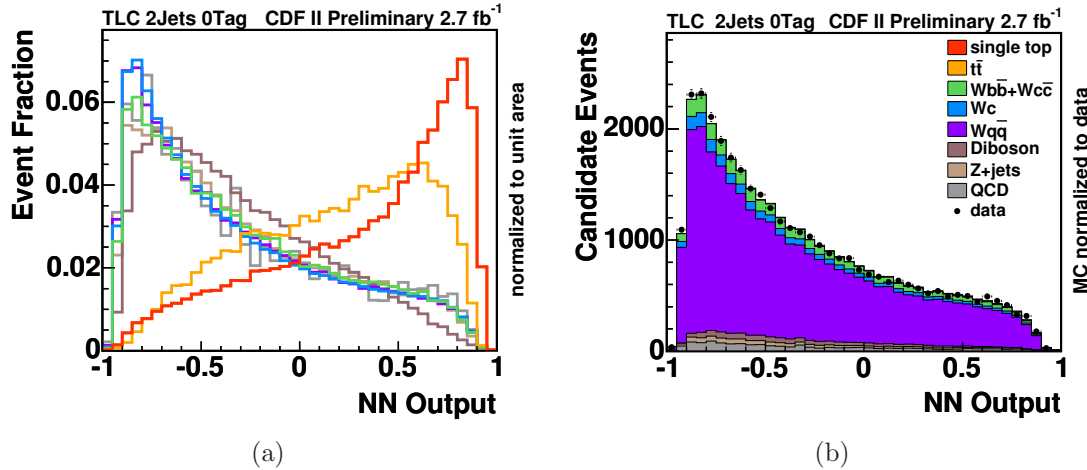 TLC 2Jets 0Tag CDF II Preliminary 2.7 fb⁻¹
Event Fraction
0.06
0.04
0.02
0
-1 -0.5 0 0.5 1
NN Output
normalized to unit area
(a)
TLC 2Jets 0Tag CDF II Preliminary 2.7 fb⁻¹
Candidate Events
2000
1000
0
single top
tt̄
Wbb̄+Wcc̄
Wc
Wqq̄
Diboson
Z+jets
QCD
data
-1 -0.5 0 0.5 1
NN Output
MC normalized to data
(b)